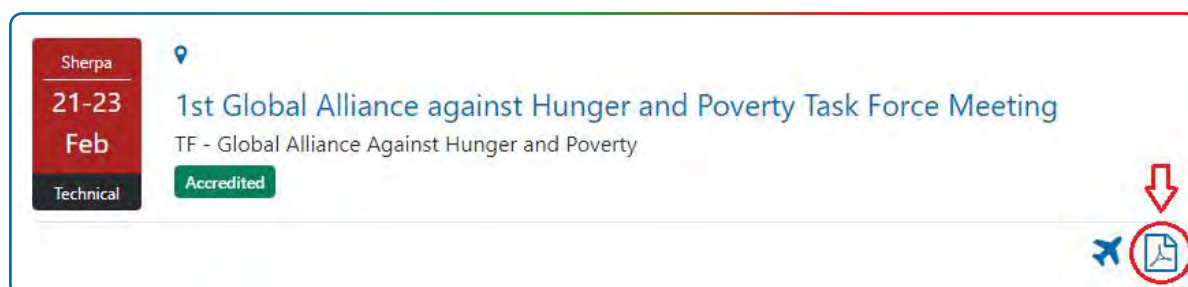 Sherpa
21-23
Feb
Technical
1st Global Alliance against Hunger and Poverty Task Force Meeting
TF - Global Alliance Against Hunger and Poverty
Accredited